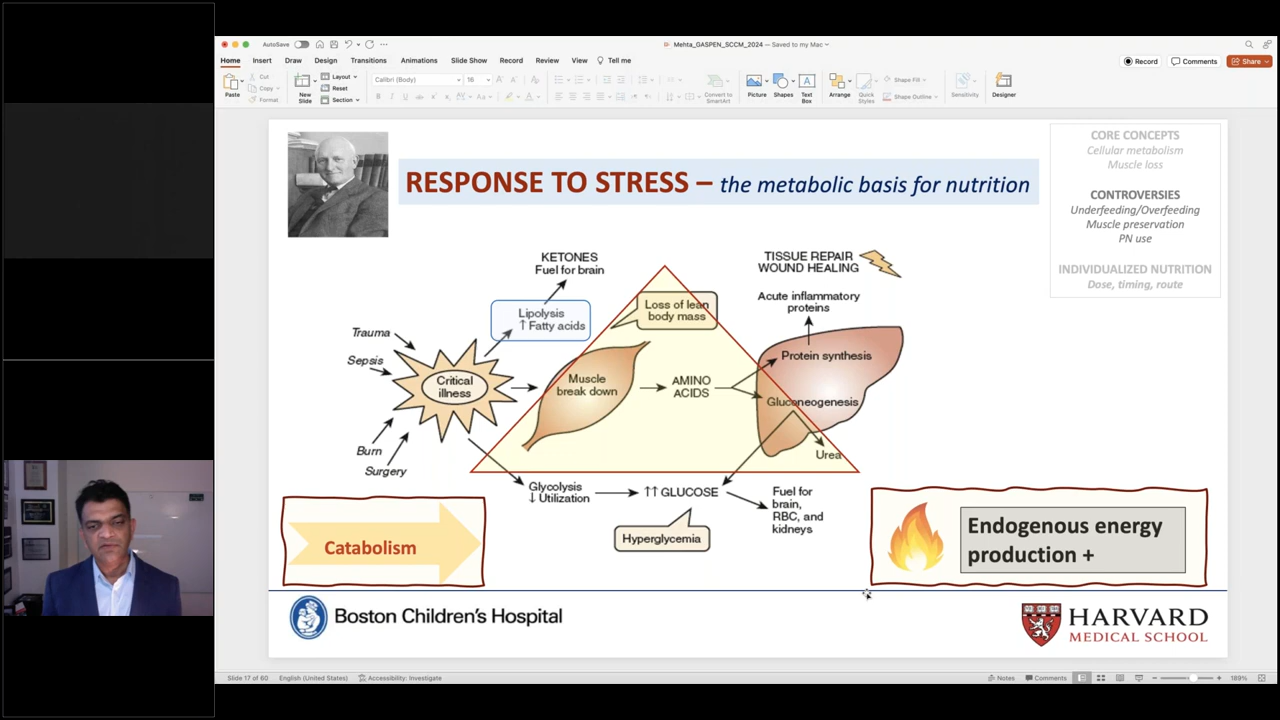 AutoSave
Mehta_GASPEN_SCCM_2024 — Saved to my Mac
Home Insert Draw Design Transitions Animations Slide Show Record Review View Tell me
Record Comments Share
Paste
Cut
Copy
Format
New Slide
Layout
Reset
Section
Calibri (Body) 16
Convert to SmartArt
Picture
Shapes
Text Box
Arrange
Quick Styles
Shape Fill
Shape Outline
Sensitivity
Designer
RESPONSE TO STRESS – the metabolic basis for nutrition
CORE CONCEPTS
Cellular metabolism
Muscle loss
CONTROVERSIES
Underfeeding/Overfeeding
Muscle preservation
PN use
INDIVIDUALIZED NUTRITION
Dose, timing, route
KETONES
Fuel for brain
TISSUE REPAIR
WOUND HEALING
Lipolysis
↑ Fatty acids
Loss of lean
body mass
Acute inflammatory
proteins
Trauma
Sepsis
Critical
illness
Muscle
break down
AMINO
ACIDS
Protein synthesis
Gluconeogenesis
Burn
Surgery
Urea
Glycolysis
↓ Utilization
↑↑ GLUCOSE
Fuel for
brain,
RBC, and
kidneys
Hyperglycemia
Catabolism
Endogenous energy
production +
Boston Children's Hospital
HARVARD
MEDICAL SCHOOL
Slide 17 of 60 English (United States) Accessibility: Investigate
Notes Comments 189%